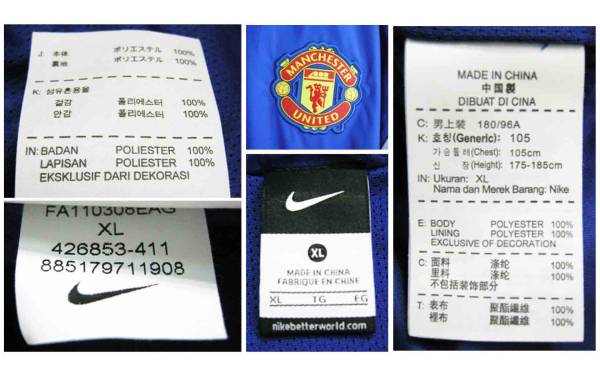 J: 本体 ポリエステル 100%
裏地 ポリエステル 100%
K: 섬유혼용율
겉감 폴리에스터 100%
안감 폴리에스터 100%
IN: BADAN POLIESTER 100%
LAPISAN POLIESTER 100%
EKSKLUSIF DARI DEKORASI
FA110308EAG
XL
426853-411
885179711908
MANCHESTER
UNITED
XL
MADE IN CHINA
FABRIQUÉ EN CHINE
XL TG EG
nikebetterworld.com
MADE IN CHINA
中国製
DIBUAT DI CINA
C: 男上装 180/96A
K: 호칭(Generic): 105
가슴둘레(Chest): 105cm
신 장(Height): 175-185cm
IN: Ukuran: XL
Nama dan Merek Barang: Nike
E: BODY POLYESTER 100%
LINING POLYESTER 100%
EXCLUSIVE OF DECORATION
C: 面料 涤纶 100%
里料 涤纶 100%
不包括装饰部分
T: 表布 聚酯纖維 100%
裡布 聚酯纖維 100%